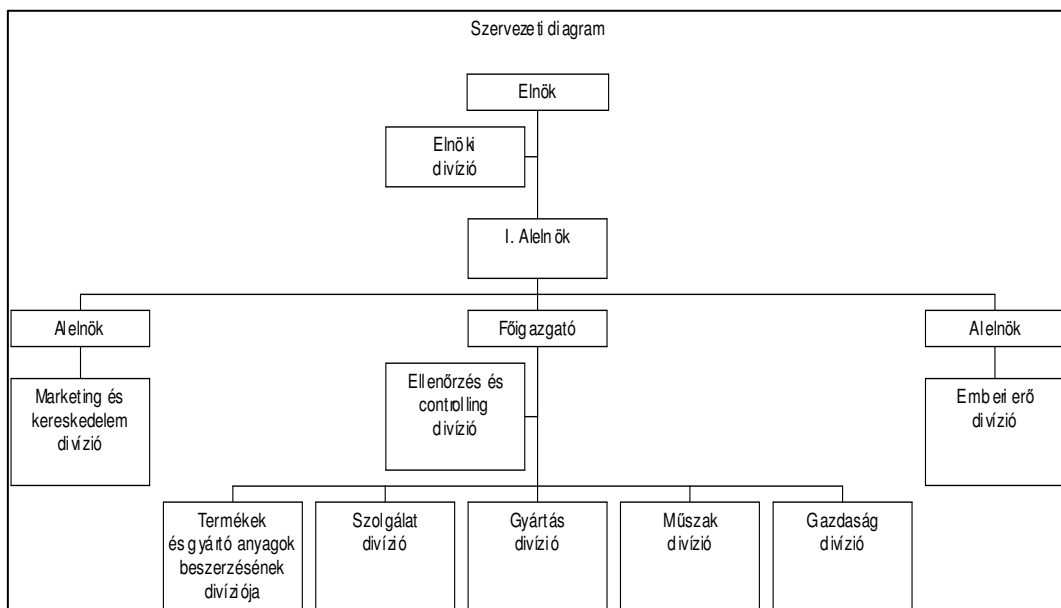 Szervezeti diagram
Elnök
Elnöki
divízió
I. Alelnök
Alelnök
Főigazgató
Alelnök
Marketing és
kereskedelem
divízió
Ellenőrzés és
controlling
divízió
Emberi erő
divízió
Termékek
és gyártó anyagok
beszerzésének
divíziója
Szolgálat
divízió
Gyártás
divízió
Műszak
divízió
Gazdaság
divízió